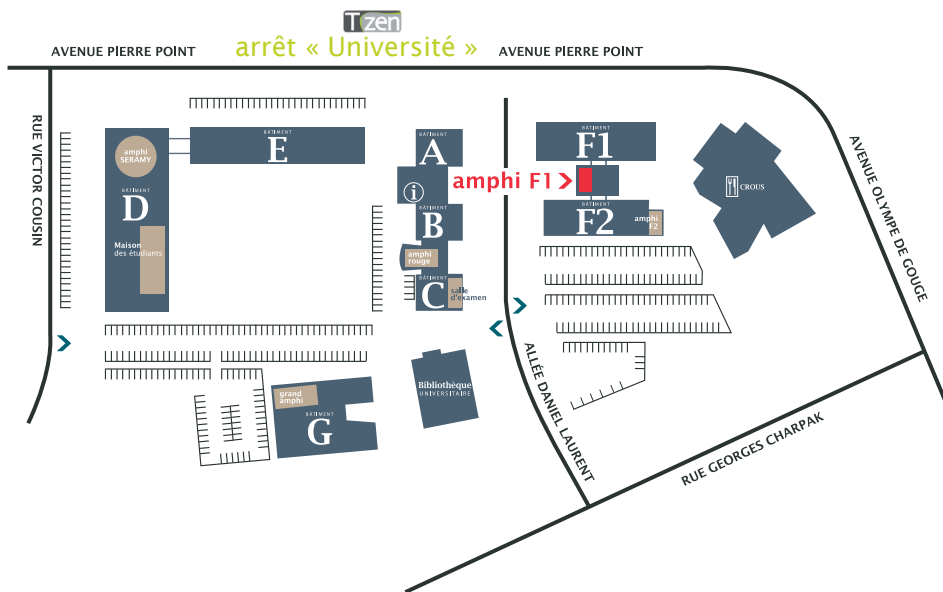 Tzen
arrêt « Université »
AVENUE PIERRE POINT
AVENUE PIERRE POINT
RUE VICTOR COUSIN
AVENUE OLYMPE DE GOUGE
amphi
SERAMY
BÂTIMENT
D
Maison
des étudiants
BÂTIMENT
E
BÂTIMENT
A
i
BÂTIMENT
B
amphi
rouge
BÂTIMENT
C
salle
d'examen
BÂTIMENT
F1
amphi F1
BÂTIMENT
F2
amphi
F2
CROUS
grand
amphi
BÂTIMENT
G
Bibliothèque
UNIVERSITAIRE
ALLÉE DANIEL LAURENT
RUE GEORGES CHARPAK